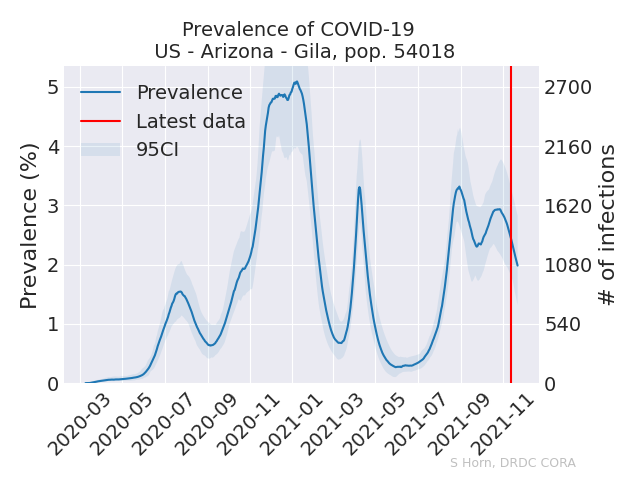 Prevalence of COVID-19
US - Arizona - Gila, pop. 54018
Prevalence
Latest data
95CI
Prevalence (%)
5
4
3
2
1
0
# of infections
2700
2160
1620
1080
540
0
2020-03
2020-05
2020-07
2020-09
2020-11
2021-01
2021-03
2021-05
2021-07
2021-09
2021-11
S Horn, DRDC CORA